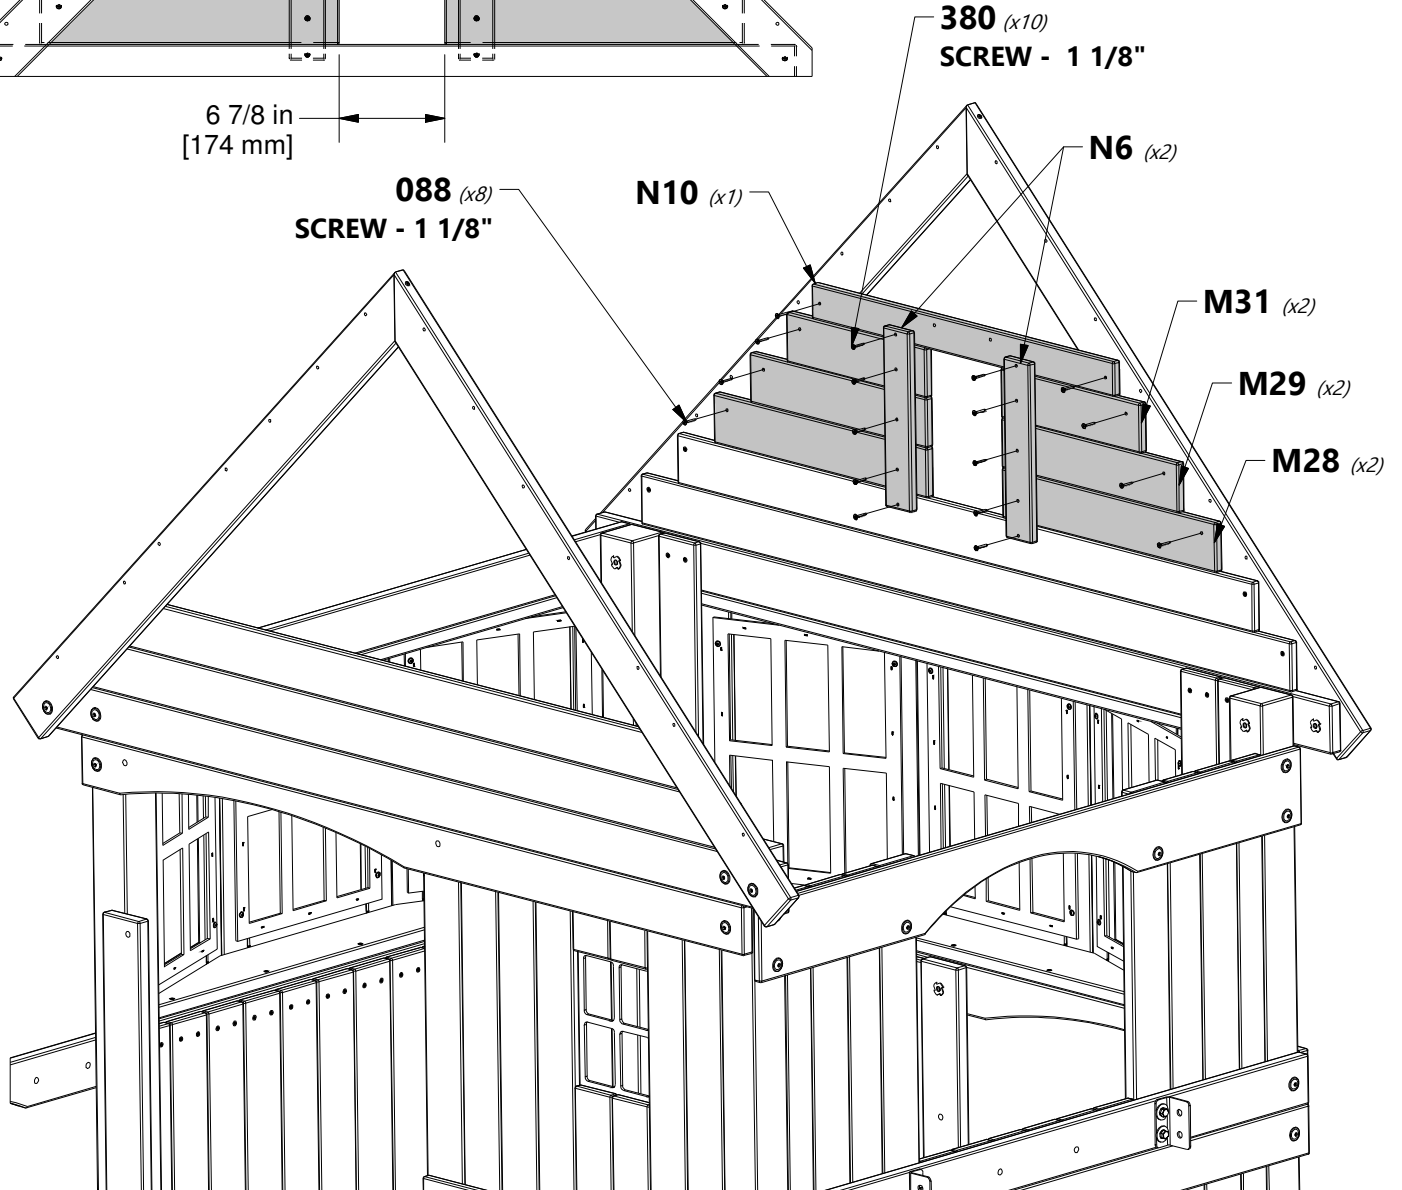 380 (x10)
SCREW -  1 1/8"
6 7/8 in
[174 mm]
N6 (x2)
088 (x8)
SCREW - 1 1/8"
N10 (x1)
M31 (x2)
M29 (x2)
M28 (x2)